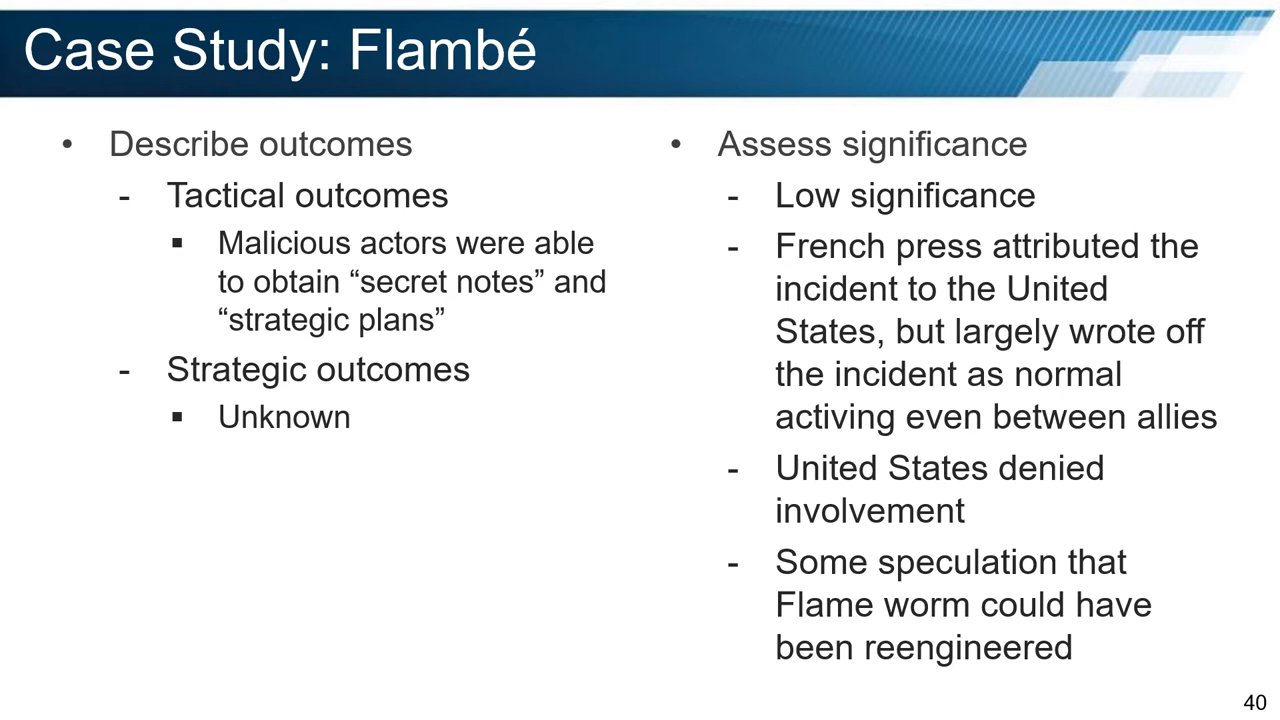 Case Study: Flambé
• Describe outcomes
- Tactical outcomes
▪ Malicious actors were able
to obtain “secret notes” and
“strategic plans”
- Strategic outcomes
▪ Unknown
• Assess significance
- Low significance
- French press attributed the
incident to the United
States, but largely wrote off
the incident as normal
activing even between allies
- United States denied
involvement
- Some speculation that
Flame worm could have
been reengineered
40